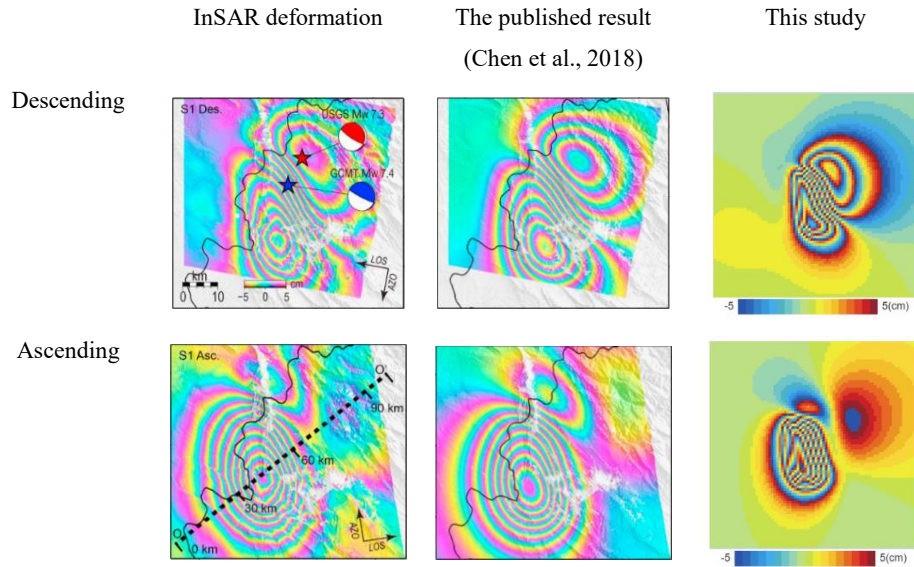 InSAR deformation
The published result
(Chen et al., 2018)
This study
Descending
S1 Des.
USGS Mw 7.3
GCMT Mw 7.4
km
0 10
cm
-5 0 5
LOS
AZO
-5 5(cm)
Ascending
S1 Asc.
O'
90 km
60 km
30 km
O
0 km
AZO
LOS
-5 5(cm)